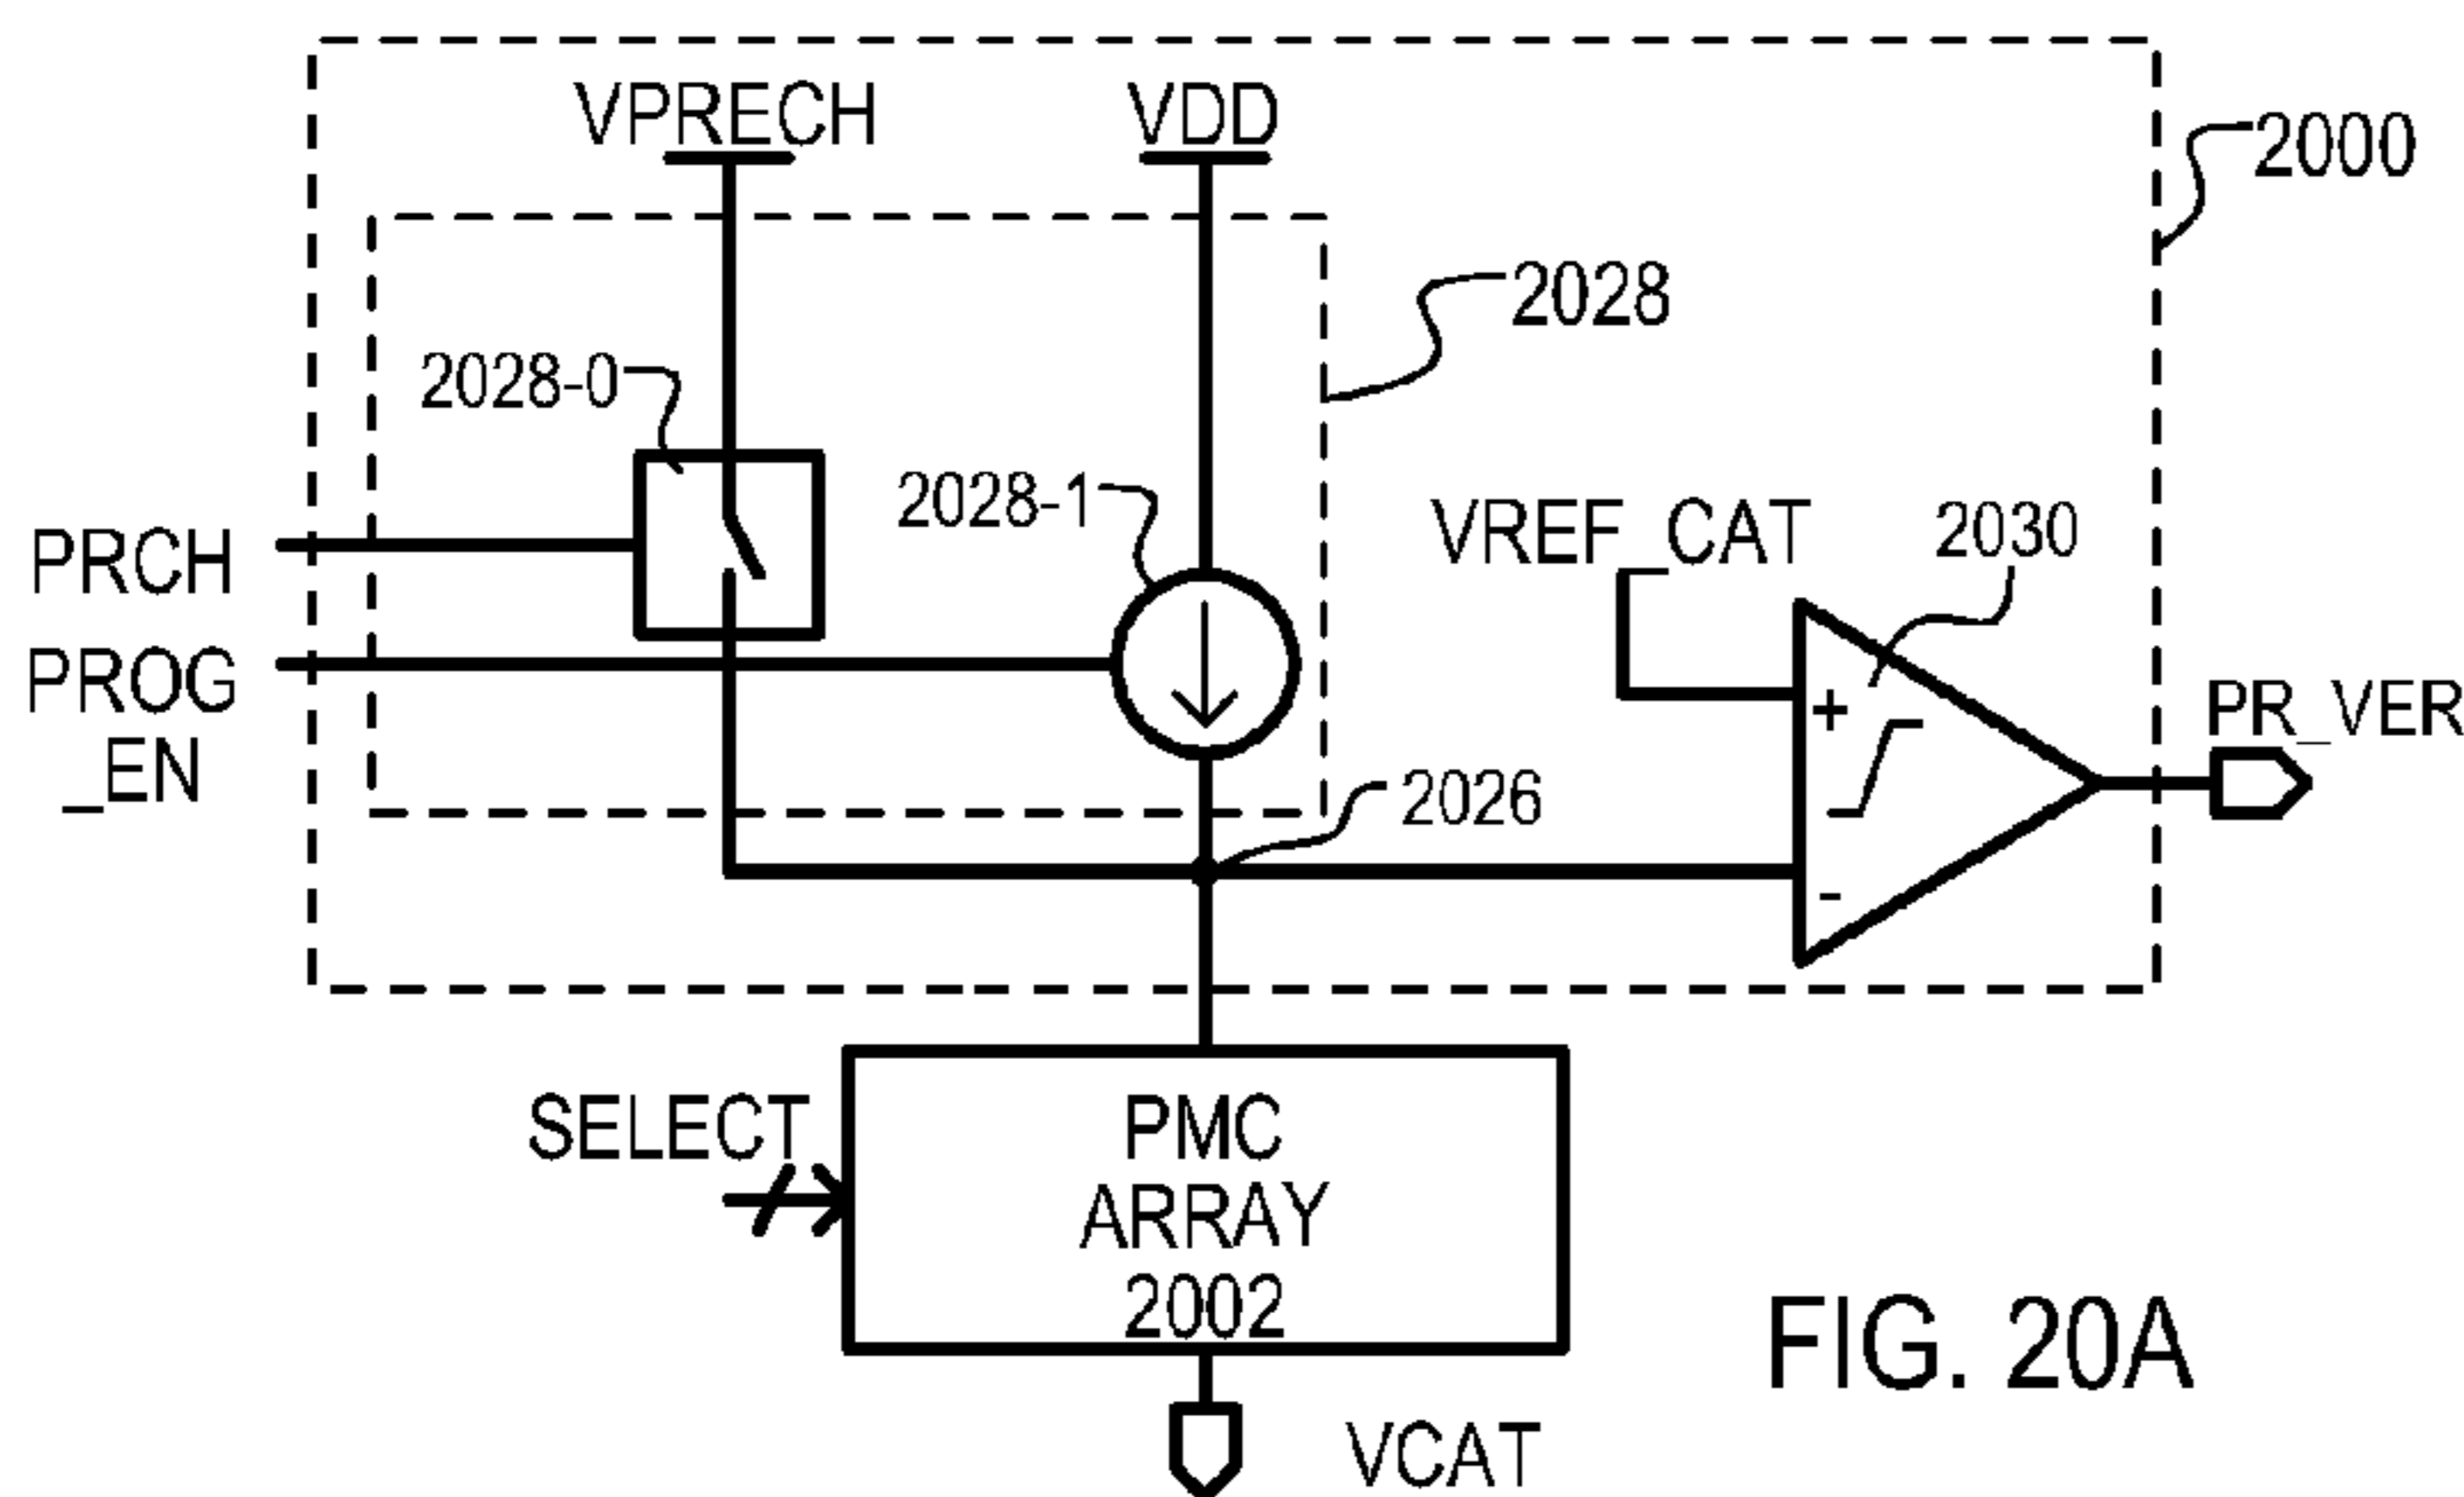 VPRECH
VDD
2000
2028
2028-0
2028-1
VREF_CAT
2030
PRCH
PROG
_EN
+
PR_VER
2026
-
SELECT
PMC
ARRAY
2002
FIG. 20A
VCAT